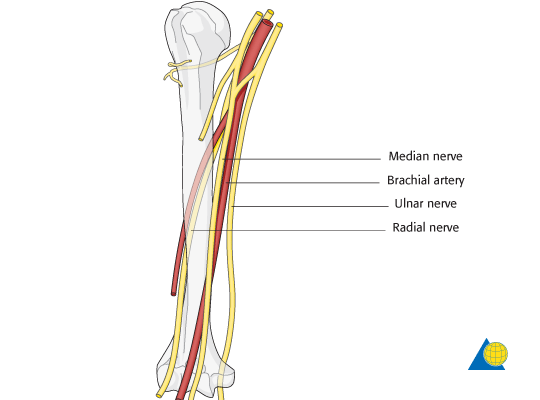 Median nerve
Brachial artery
Ulnar nerve
Radial nerve